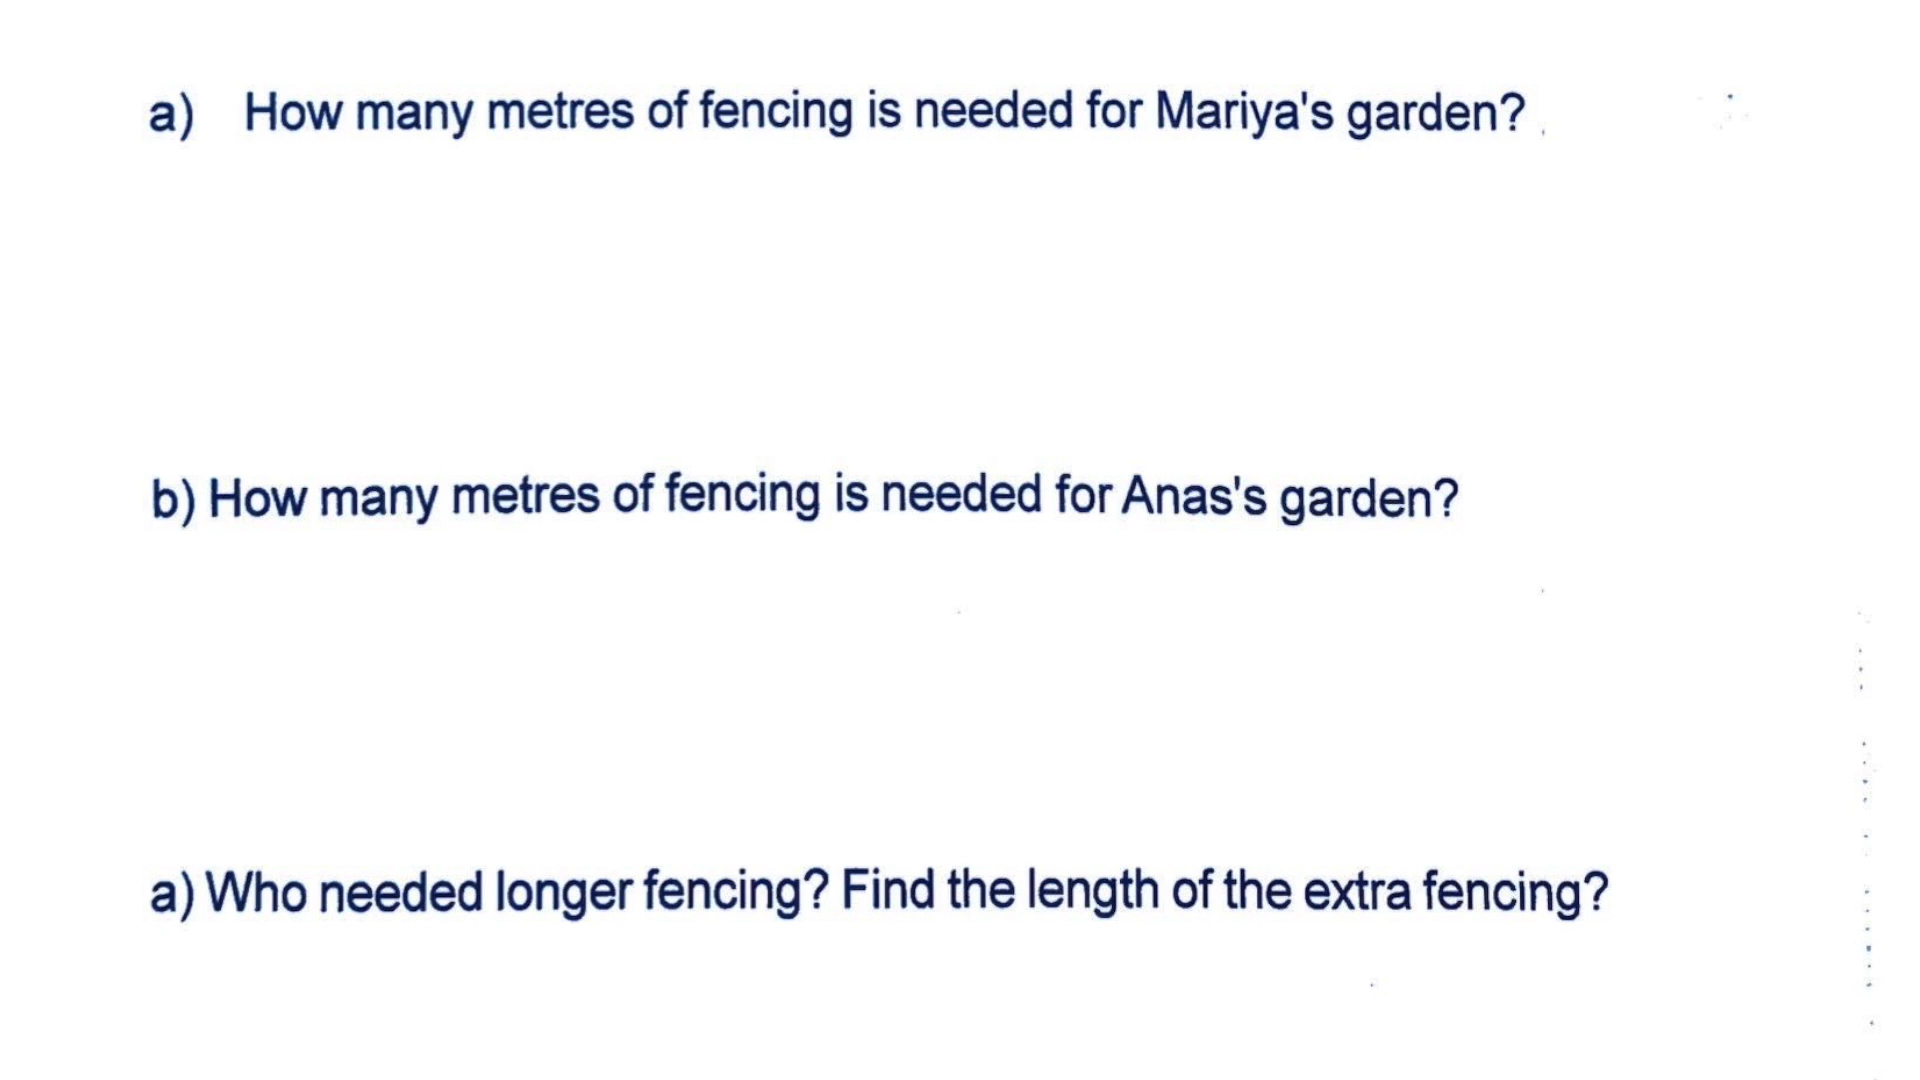 a) How many metres of fencing is needed for Mariya's garden?
b) How many metres of fencing is needed for Anas's garden?
a) Who needed longer fencing? Find the length of the extra fencing?